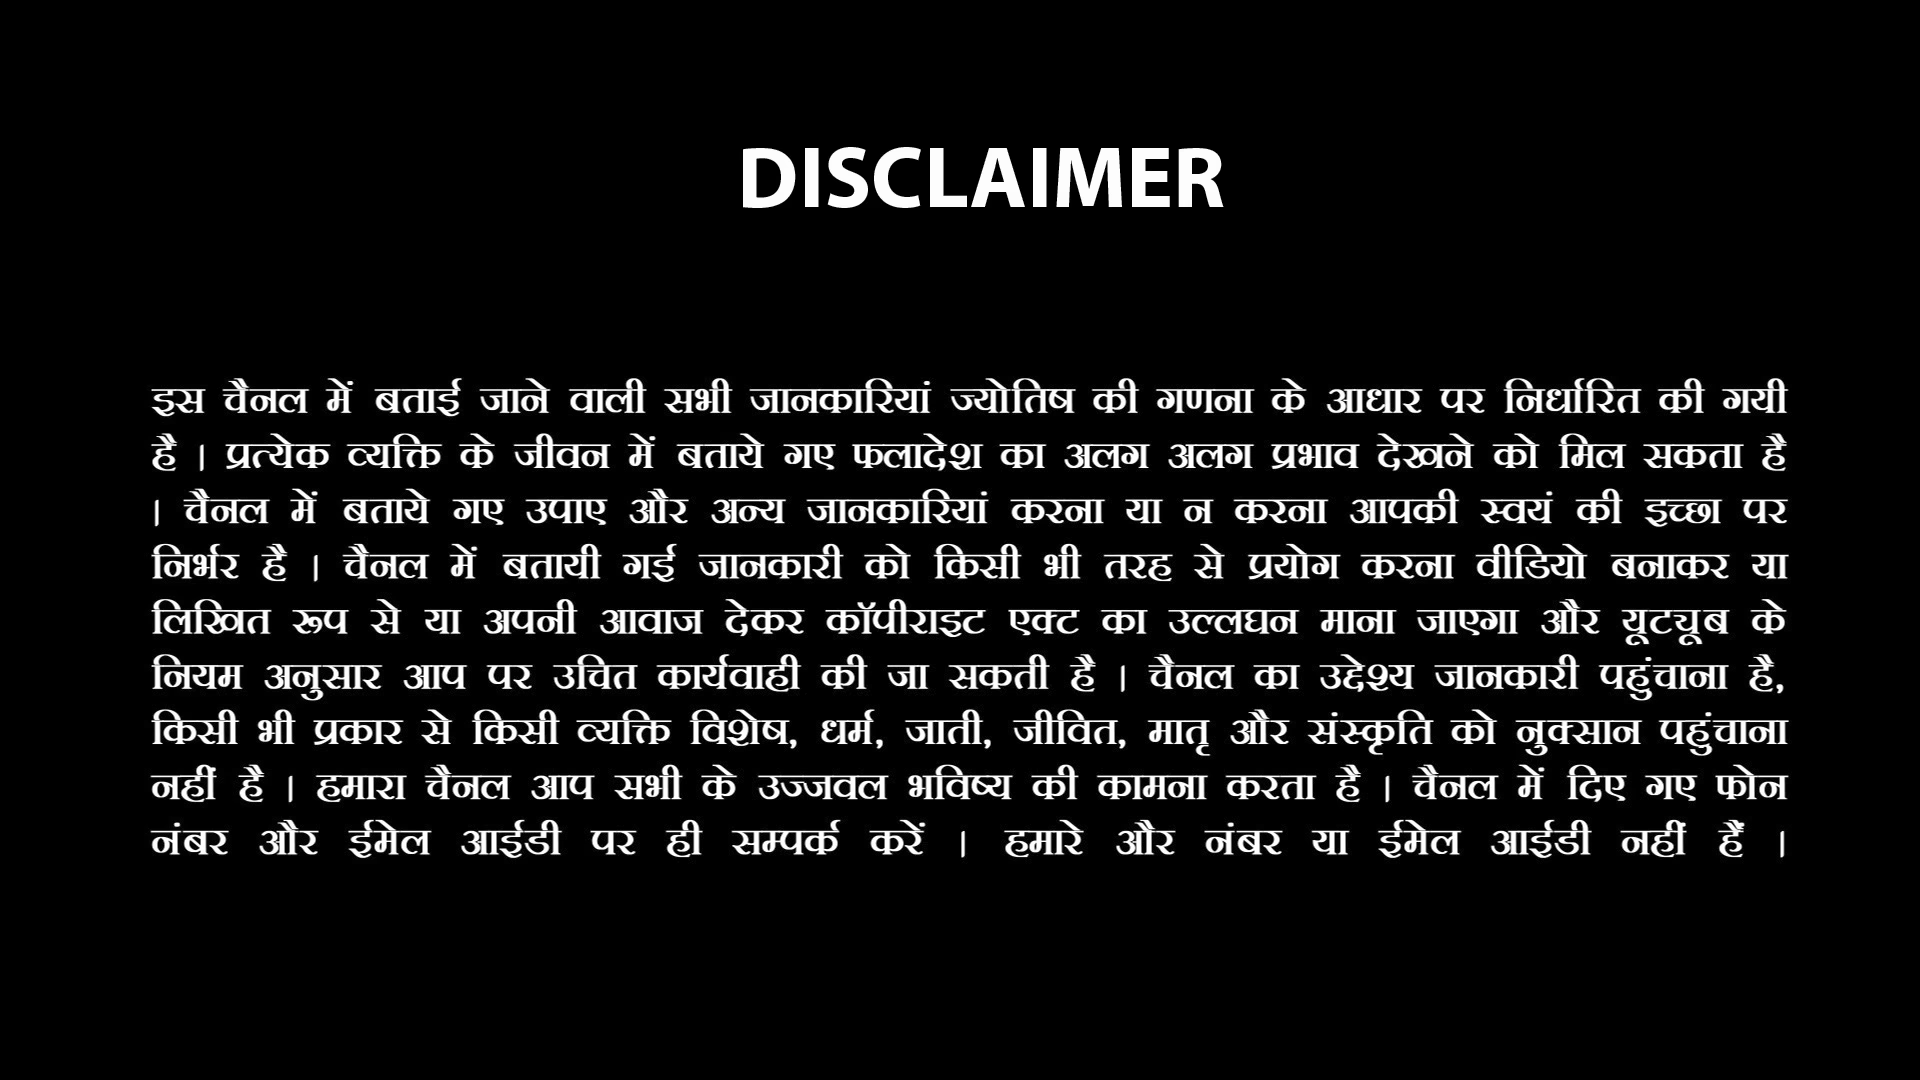 DISCLAIMER
इस चैनल में बताई जाने वाली सभी जानकारियां ज्योतिष की गणना के आधार पर निर्धारित की गयी
है । प्रत्येक व्यक्ति के जीवन में बताये गए फलादेश का अलग अलग प्रभाव देखने को मिल सकता है
। चैनल में बताये गए उपाए और अन्य जानकारियां करना या न करना आपकी स्वयं की इच्छा पर
निर्भर है । चैनल में बतायी गई जानकारी को किसी भी तरह से प्रयोग करना वीडियो बनाकर या
लिखित रूप से या अपनी आवाज देकर कॉपीराइट एक्ट का उल्लघन माना जाएगा और यूट्यूब के
नियम अनुसार आप पर उचित कार्यवाही की जा सकती है । चैनल का उद्देश्य जानकारी पहुंचाना है,
किसी भी प्रकार से किसी व्यक्ति विशेष, धर्म, जाती, जीवित, मातृ और संस्कृति को नुक्सान पहुंचाना
नहीं है । हमारा चैनल आप सभी के उज्जवल भविष्य की कामना करता है । चैनल में दिए गए फोन
नंबर और ईमेल आईडी पर ही सम्पर्क करें । हमारे और नंबर या ईमेल आईडी नहीं हैं ।